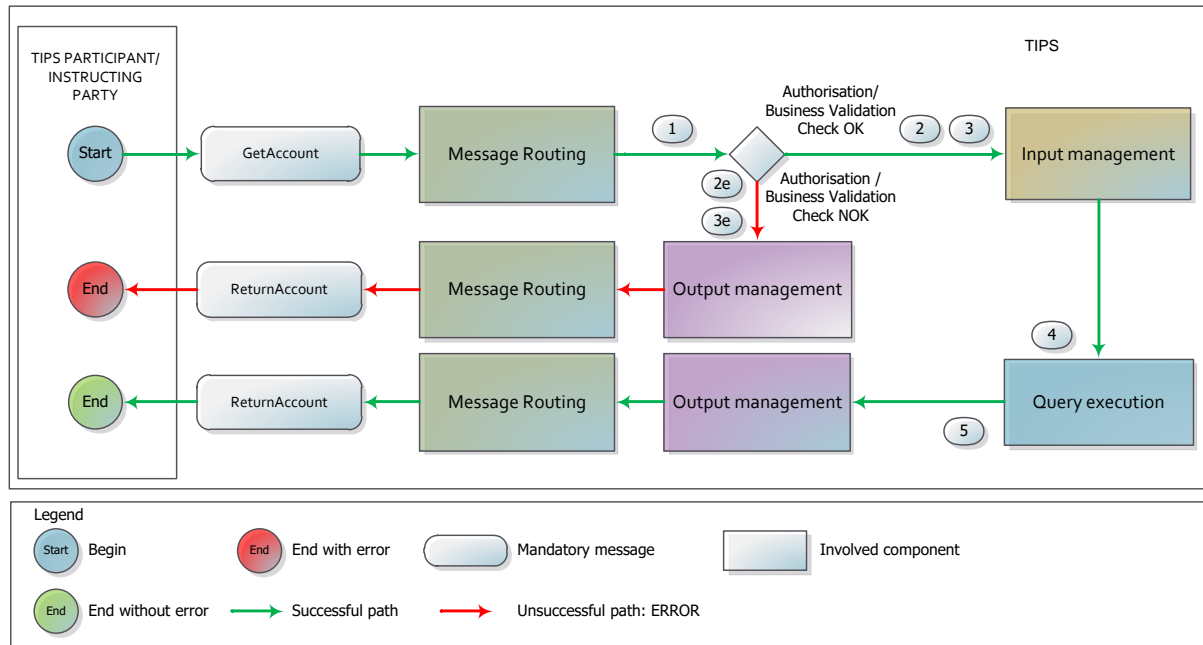 TIPS PARTICIPANT/
INSTRUCTING
PARTY
TIPS
Start
GetAccount
Message Routing
1
Authorisation/
Business Validation
Check OK
2
3
Input management
2e
3e
Authorisation /
Business Validation
Check NOK
End
ReturnAccount
Message Routing
Output management
4
End
ReturnAccount
Message Routing
Output management
5
Query execution
Legend
Start
Begin
End
End with error
Mandatory message
Involved component
End
End without error
Successful path
Unsuccessful path: ERROR